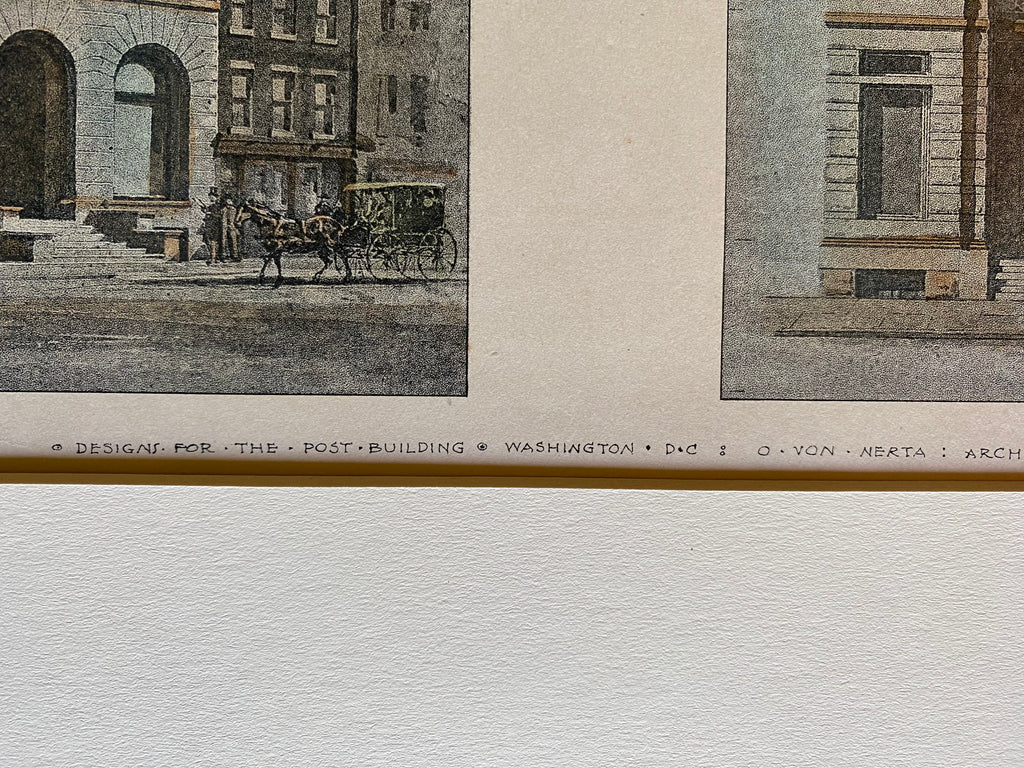 ⊙ DESIGNS · FOR · THE · POST · BUILDING ⊙ WASHINGTON • D•C : O · VON · NERTA : ARCH